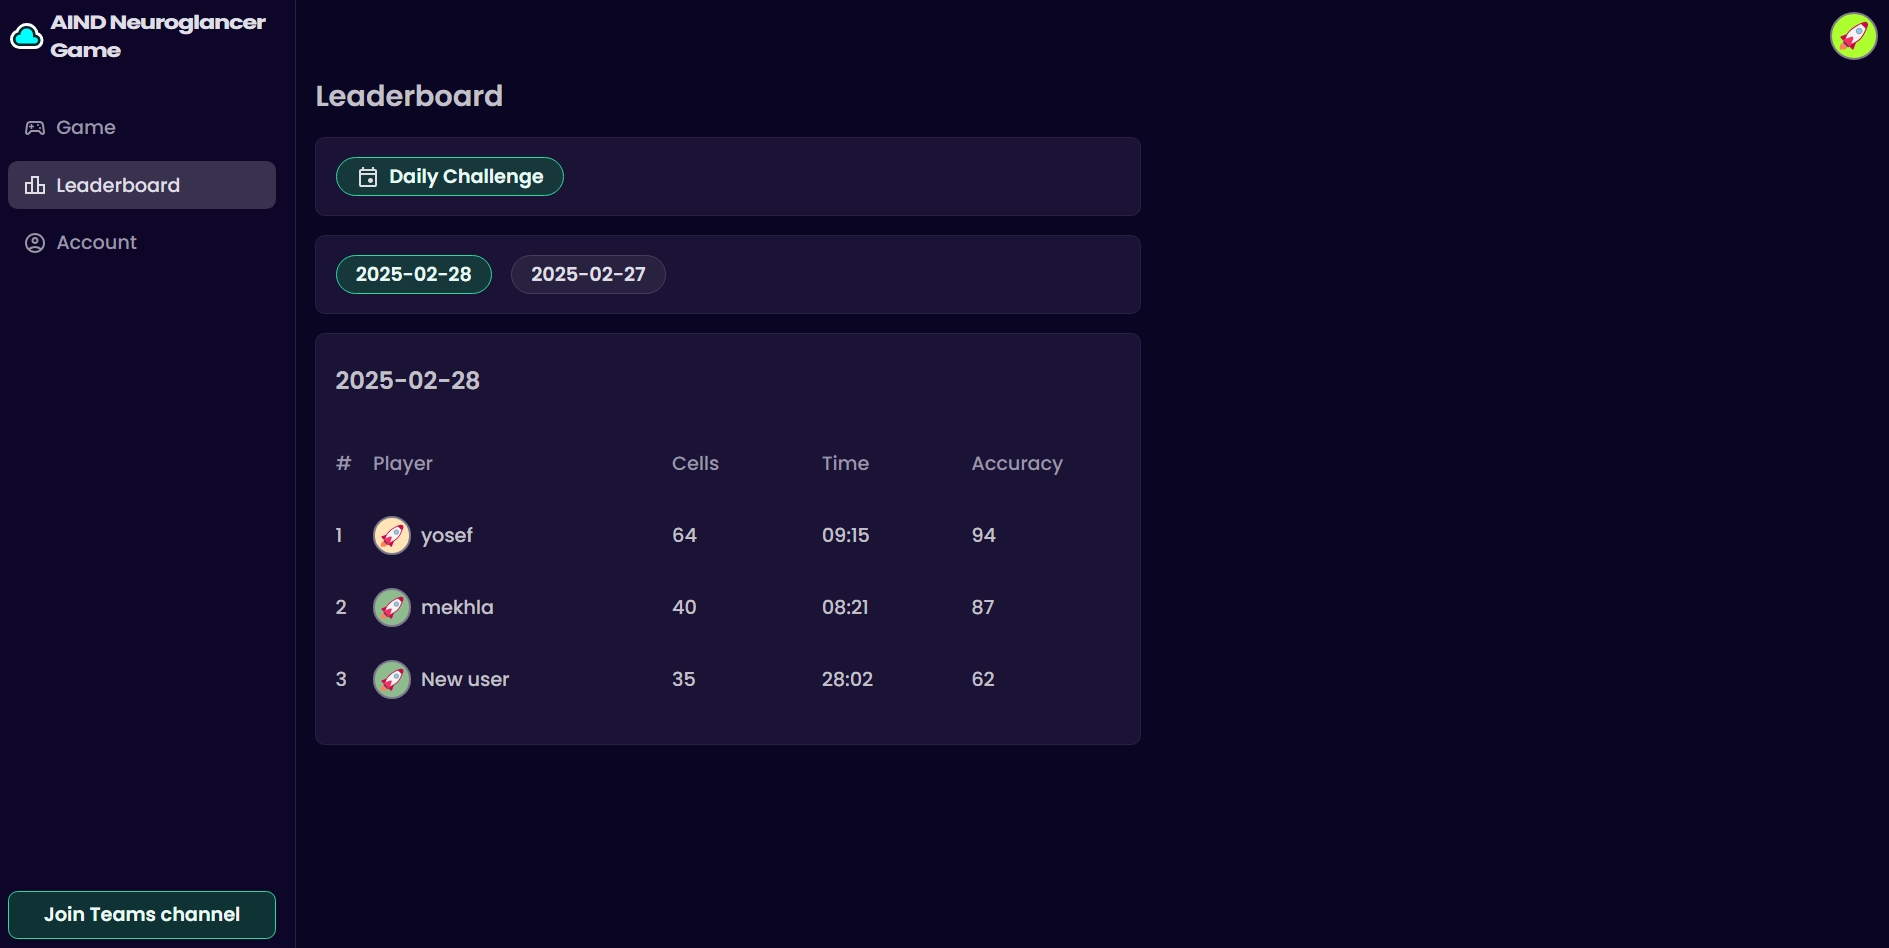 AIND Neuroglancer
Game
Game
Leaderboard
Account
Join Teams channel
Leaderboard
Daily Challenge
2025-02-28 2025-02-27
2025-02-28
# Player Cells Time Accuracy
1 yosef 64 09:15 94
2 mekhla 40 08:21 87
3 New user 35 28:02 62